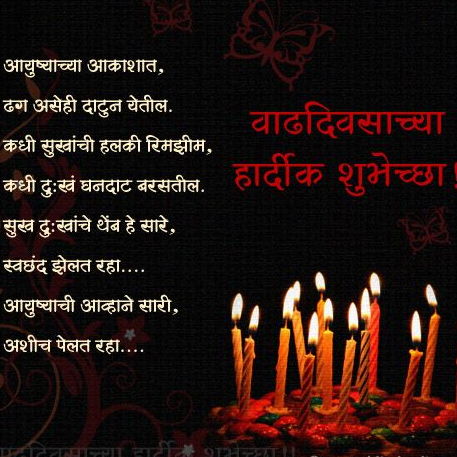 आयुष्याच्या आकाशात,
ढग असेही दाटुन येतील.
कधी सुखांची हलकी रिमझीम,
कधी दुःखं घनदाट बरसतील.
सुख दुःखांचे थेंब हे सारे,
स्वछंद झेलत रहा....
आयुष्याची आव्हाने सारी,
अशीच पेलत रहा....
वाढदिवसाच्या
हार्दीक शुभेच्छा !
हार्दीक शुभेच्छा!!